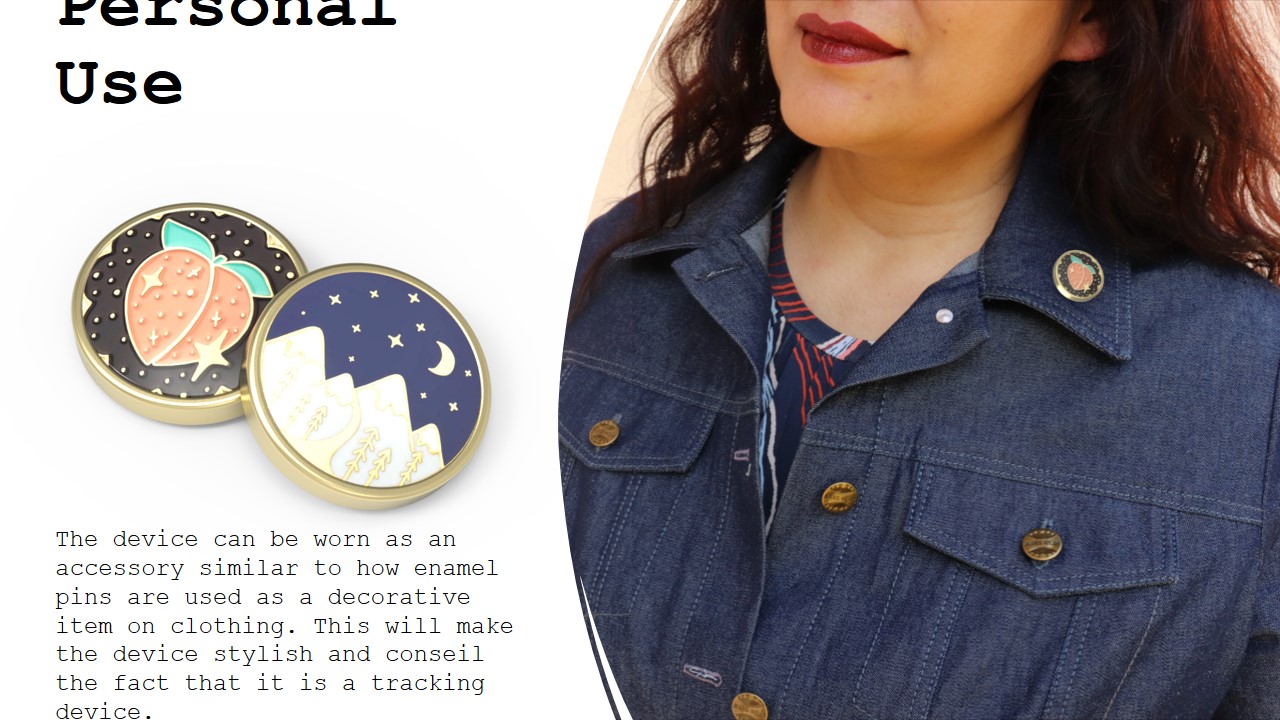 Personal
Use
The device can be worn as an
accessory similar to how enamel
pins are used as a decorative
item on clothing. This will make
the device stylish and conseil
the fact that it is a tracking
device.